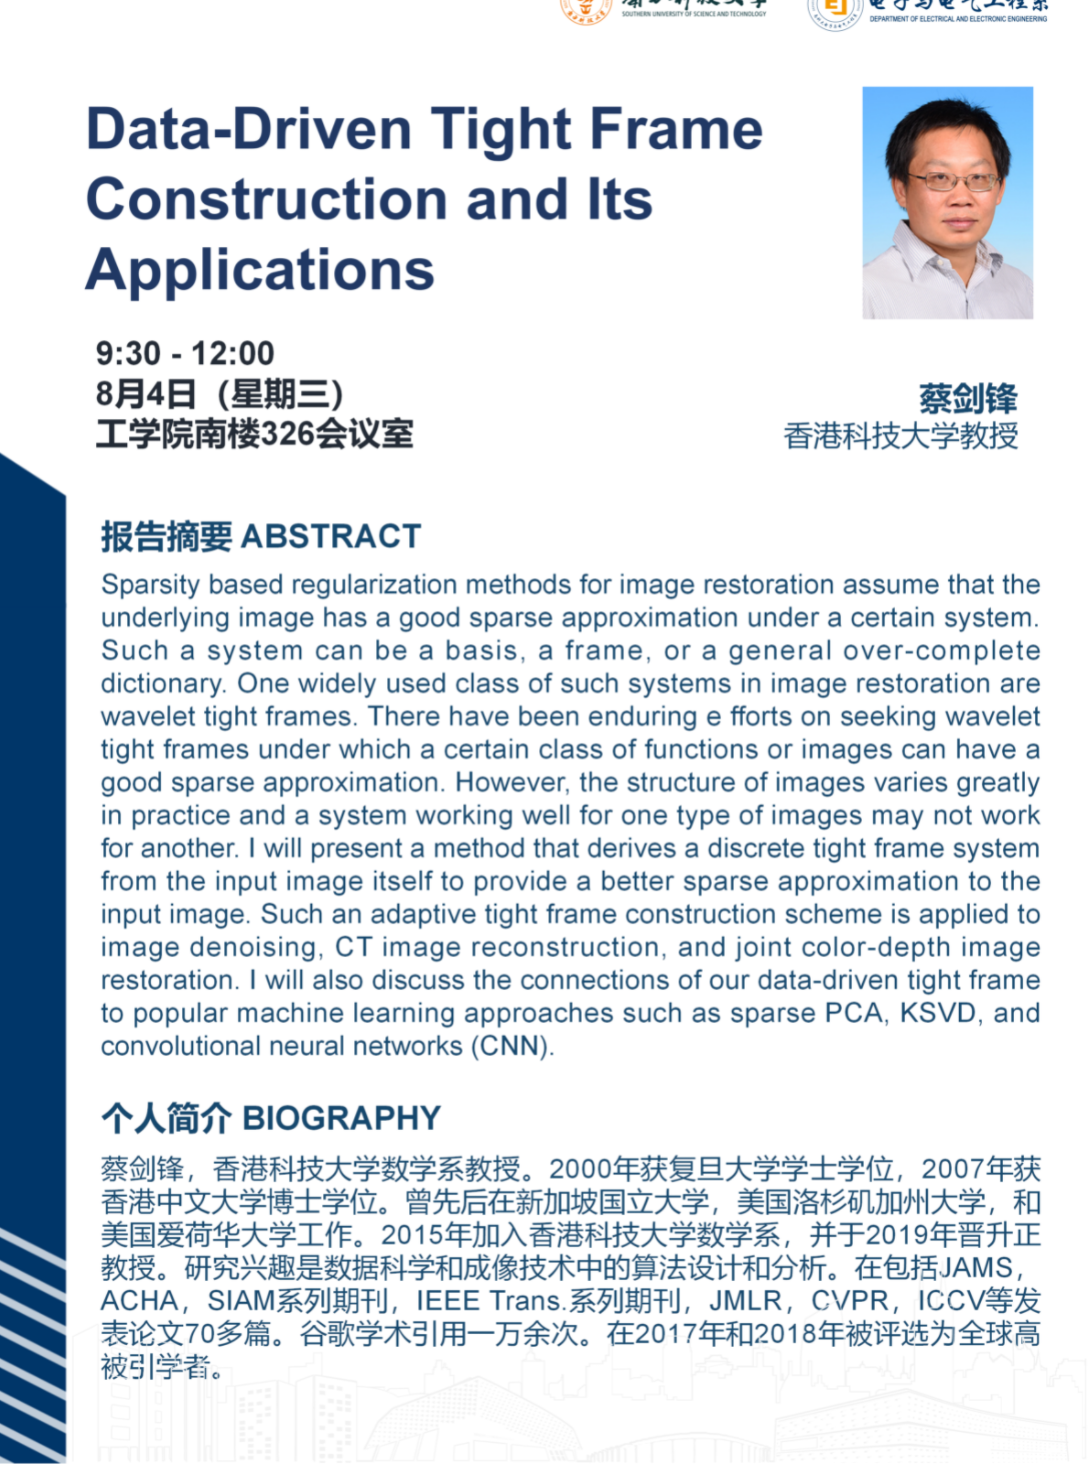 SOUTHERN UNIVERSITY OF SCIENCE AND TECHNOLOGY
DEPARTMENT OF ELECTRICAL AND ELECTRONIC ENGINEERING
Data-Driven Tight Frame
Construction and Its
Applications
9:30 - 12:00
8月4日（星期三）
工学院南楼326会议室
蔡剑锋
香港科技大学教授
报告摘要 ABSTRACT
Sparsity based regularization methods for image restoration assume that the
underlying image has a good sparse approximation under a certain system.
Such a system can be a basis, a frame, or a general over-complete
dictionary. One widely used class of such systems in image restoration are
wavelet tight frames. There have been enduring e fforts on seeking wavelet
tight frames under which a certain class of functions or images can have a
good sparse approximation. However, the structure of images varies greatly
in practice and a system working well for one type of images may not work
for another. I will present a method that derives a discrete tight frame system
from the input image itself to provide a better sparse approximation to the
input image. Such an adaptive tight frame construction scheme is applied to
image denoising, CT image reconstruction, and joint color-depth image
restoration. I will also discuss the connections of our data-driven tight frame
to popular machine learning approaches such as sparse PCA, KSVD, and
convolutional neural networks (CNN).
个人简介 BIOGRAPHY
蔡剑锋，香港科技大学数学系教授。2000年获复旦大学学士学位，2007年获
香港中文大学博士学位。曾先后在新加坡国立大学，美国洛杉矶加州大学，和
美国爱荷华大学工作。2015年加入香港科技大学数学系，并于2019年晋升正
教授。研究兴趣是数据科学和成像技术中的算法设计和分析。在包括JAMS，
ACHA，SIAM系列期刊，IEEE Trans.系列期刊，JMLR，CVPR，ICCV等发
表论文70多篇。谷歌学术引用一万余次。在2017年和2018年被评选为全球高
被引学者。